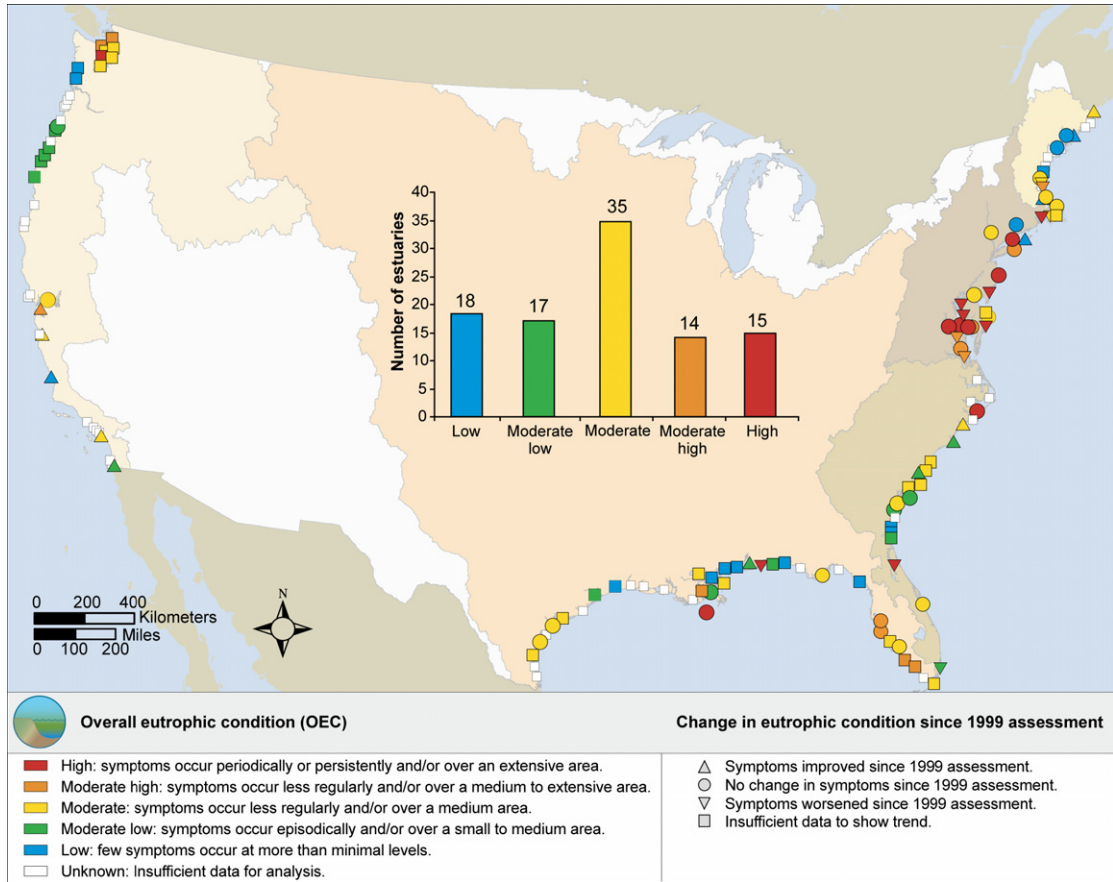 N
40
35
30
25
20
15
10
5
0
Number of estuaries
18
17
35
14
15
Low
Moderate
low
Moderate
Moderate
high
High
0 200 400
Kilometers
Miles
0 100 200
N
Overall eutrophic condition (OEC)
High: symptoms occur periodically or persistently and/or over an extensive area.
Moderate high: symptoms occur less regularly and/or over a medium to extensive area.
Moderate: symptoms occur less regularly and/or over a medium area.
Moderate low: symptoms occur episodically and/or over a small to medium area.
Low: few symptoms occur at more than minimal levels.
Unknown: Insufficient data for analysis.
Change in eutrophic condition since 1999 assessment
Symptoms improved since 1999 assessment.
No change in symptoms since 1999 assessment.
Symptoms worsened since 1999 assessment.
Insufficient data to show trend.